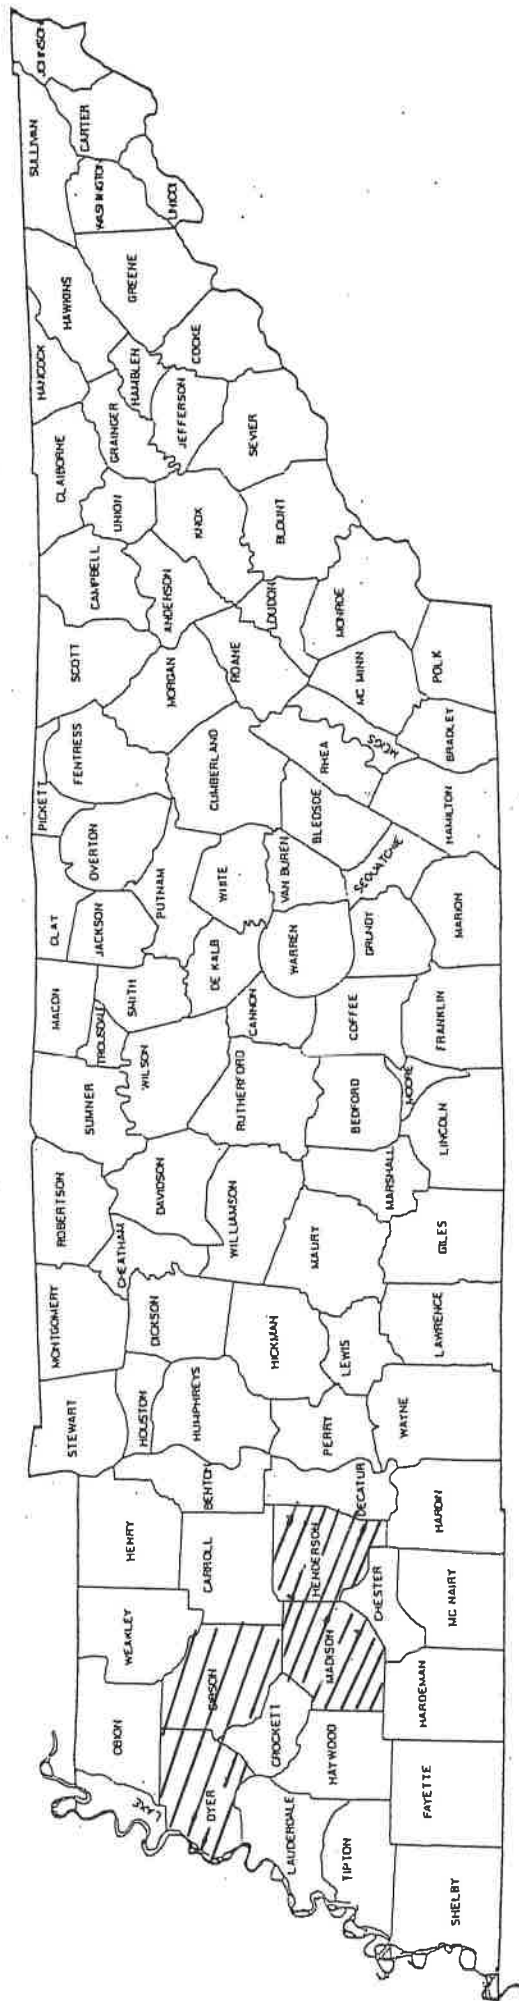 JOHNSON
SULLIVAN
CARTER
WASHINGTON
UNICOI
HAWKINS
GREENE
HANCOCK
HAMBLEN
COCKE
GRAINGER
JEFFERSON
CLAIBORNE
SEVIER
UNION
KNOX
BLOUNT
CAMPBELL
ANDERSON
LOUDON
MONROE
SCOTT
MORGAN
ROANE
MC MINN
POLK
FENTRESS
CUMBERLAND
RHEA
MEIGS
BRADLEY
PICKETT
OVERTON
BLEDSOE
HAMILTON
PUTNAM
WHITE
VAN BUREN
SEQUATCHIE
CLAY
JACKSON
DE KALB
WARREN
GRUNDY
MARION
MACON
TROUSDALE
SMITH
CANNON
COFFEE
FRANKLIN
SUMNER
WILSON
RUTHERFORD
BEDFORD
MOORE
LINCOLN
ROBERTSON
DAVIDSON
WILLIAMSON
MARSHALL
CHEATHAM
MAURY
GILES
MONTGOMERY
DICKSON
HICKMAN
LEWIS
LAWRENCE
STEWART
HOUSTON
HUMPHREYS
PERRY
WAYNE
BENTON
DECATUR
HENRY
CARROLL
HENDERSON
CHESTER
HARDIN
WEAKLEY
GIBSON
MADISON
MC NAIRY
OBION
CROCKETT
HARDEMAN
LAKE
DYER
HAYWOOD
LAUDERDALE
FAYETTE
TIPTON
SHELBY